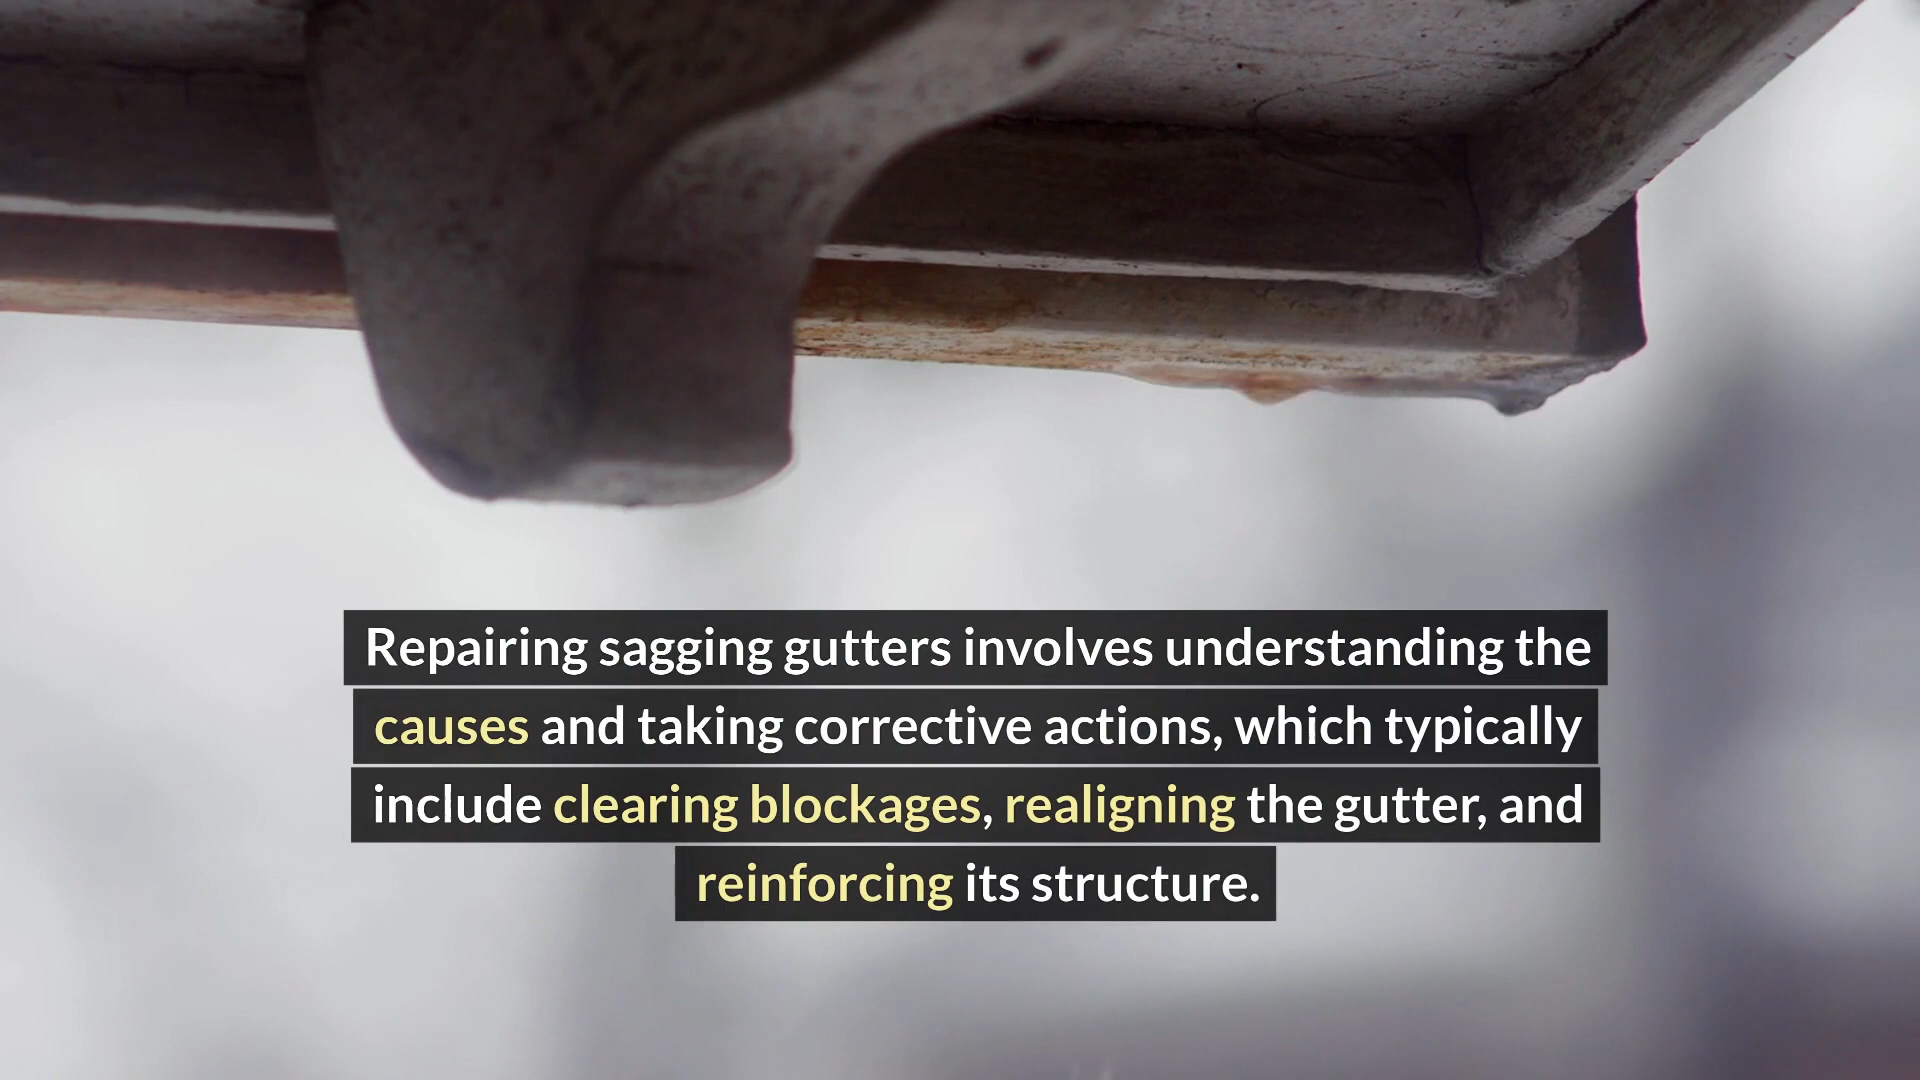 Repairing sagging gutters involves understanding the
causes and taking corrective actions, which typically
include clearing blockages, realigning the gutter, and
reinforcing its structure.